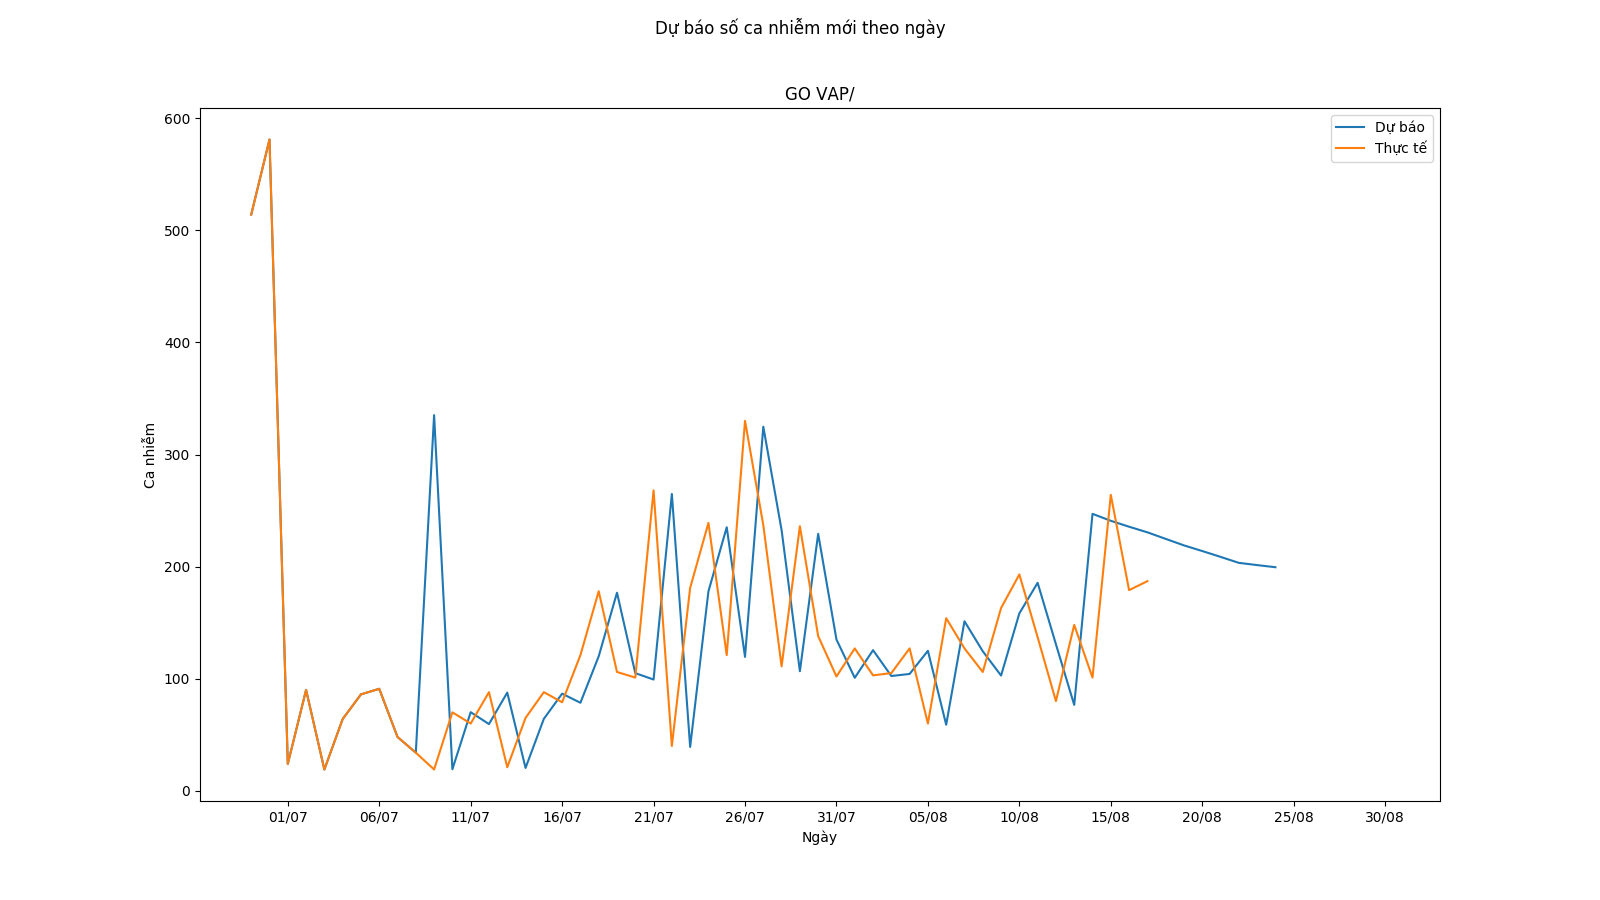 Dự báo số ca nhiễm mới theo ngày
GO VAP/
Dự báo
Thực tế
Ca nhiễm
600
500
400
300
200
100
0
01/07 06/07 11/07 16/07 21/07 26/07 31/07 05/08 10/08 15/08 20/08 25/08 30/08
Ngày